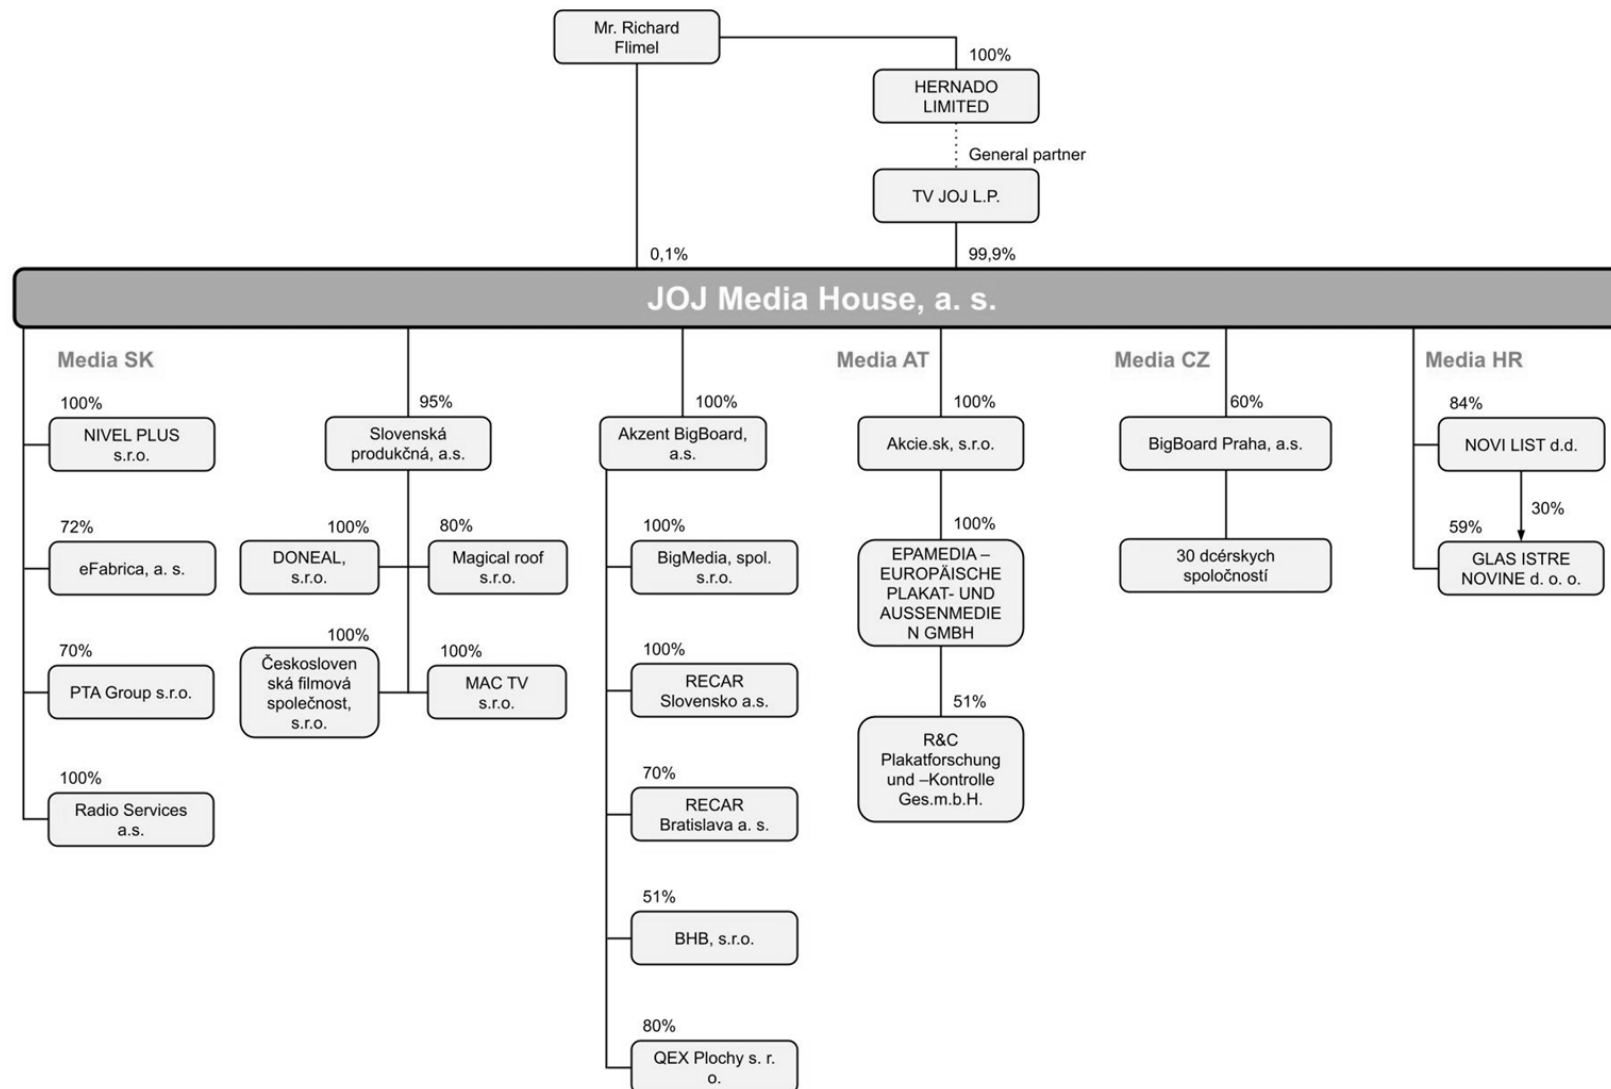 Mr. Richard
Flimel
100%
HERNADO
LIMITED
General partner
TV JOJ L.P.
0,1%
99,9%
JOJ Media House, a. s.
Media SK
100%
NIVEL PLUS
s.r.o.
72%
eFabrica, a. s.
70%
PTA Group s.r.o.
100%
Radio Services
a.s.
95%
Slovenská
produkčná, a.s.
100%
DONEAL,
s.r.o.
80%
Magical roof
s.r.o.
100%
Českosloven
ská filmová
společnost,
s.r.o.
100%
MAC TV
s.r.o.
100%
Akzent BigBoard,
a.s.
100%
BigMedia, spol.
s.r.o.
100%
RECAR
Slovensko a.s.
70%
RECAR
Bratislava a. s.
51%
BHB, s.r.o.
80%
QEX Plochy s. r.
o.
Media AT
100%
Akcie.sk, s.r.o.
100%
EPAMEDIA –
EUROPÄISCHE
PLAKAT- UND
AUSSENMEDIE
N GMBH
51%
R&C
Plakatforschung
und –Kontrolle
Ges.m.b.H.
Media CZ
60%
BigBoard Praha, a.s.
30 dcérskych
spoločností
Media HR
84%
NOVI LIST d.d.
30%
59%
GLAS ISTRE
NOVINE d. o. o.